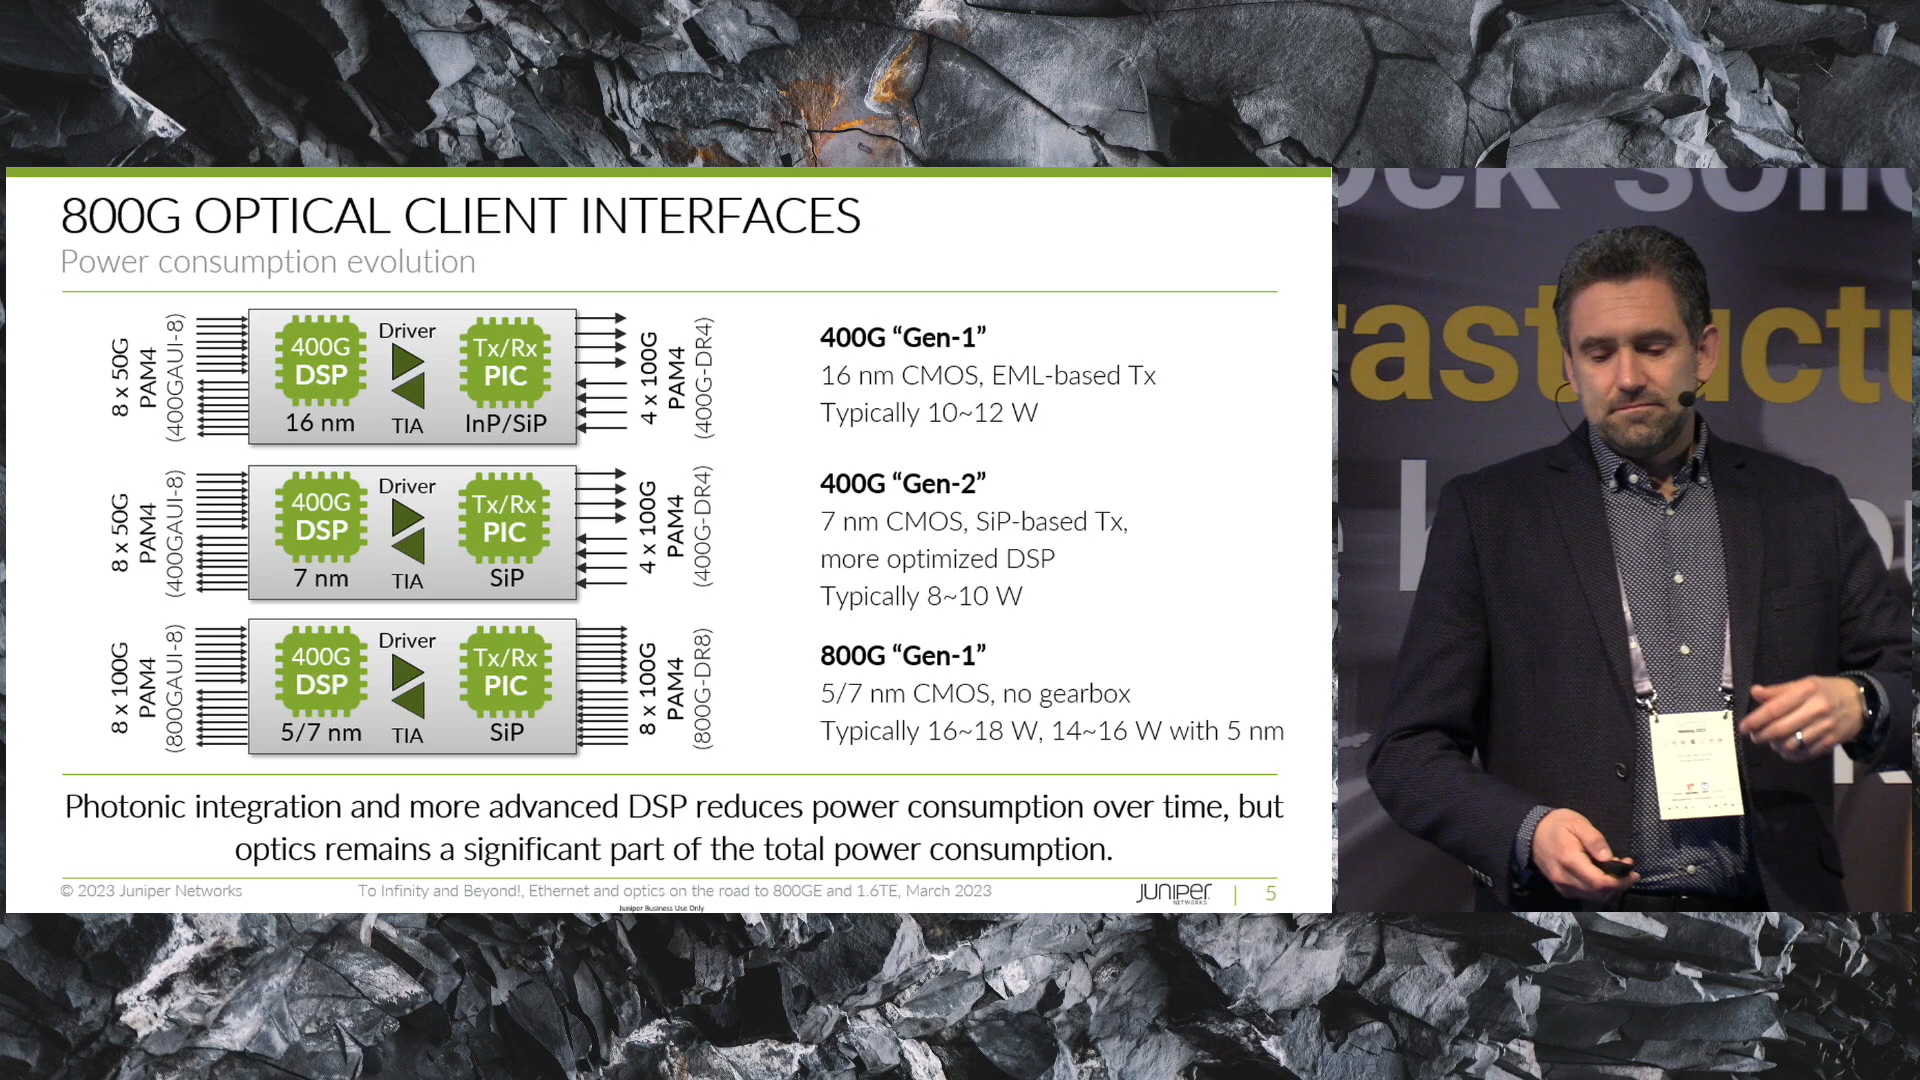 800G OPTICAL CLIENT INTERFACES
Power consumption evolution
8 x 50G
PAM4
(400GAUI-8)
400G
DSP
16 nm
Driver
TIA
Tx/Rx
PIC
InP/SiP
4 x 100G
PAM4
(400G-DR4)
400G “Gen-1”
16 nm CMOS, EML-based Tx
Typically 10~12 W
8 x 50G
PAM4
(400GAUI-8)
400G
DSP
7 nm
Driver
TIA
Tx/Rx
PIC
SiP
4 x 100G
PAM4
(400G-DR4)
400G “Gen-2”
7 nm CMOS, SiP-based Tx,
more optimized DSP
Typically 8~10 W
8 x 100G
PAM4
(800GAUI-8)
400G
DSP
5/7 nm
Driver
TIA
Tx/Rx
PIC
SiP
8 x 100G
PAM4
(800G-DR8)
800G “Gen-1”
5/7 nm CMOS, no gearbox
Typically 16~18 W, 14~16 W with 5 nm
Photonic integration and more advanced DSP reduces power consumption over time, but
optics remains a significant part of the total power consumption.
© 2023 Juniper Networks
To Infinity and Beyond!, Ethernet and optics on the road to 800GE and 1.6TE, March 2023
Juniper Business Use Only
JUNIPER
NETWORKS
| 5